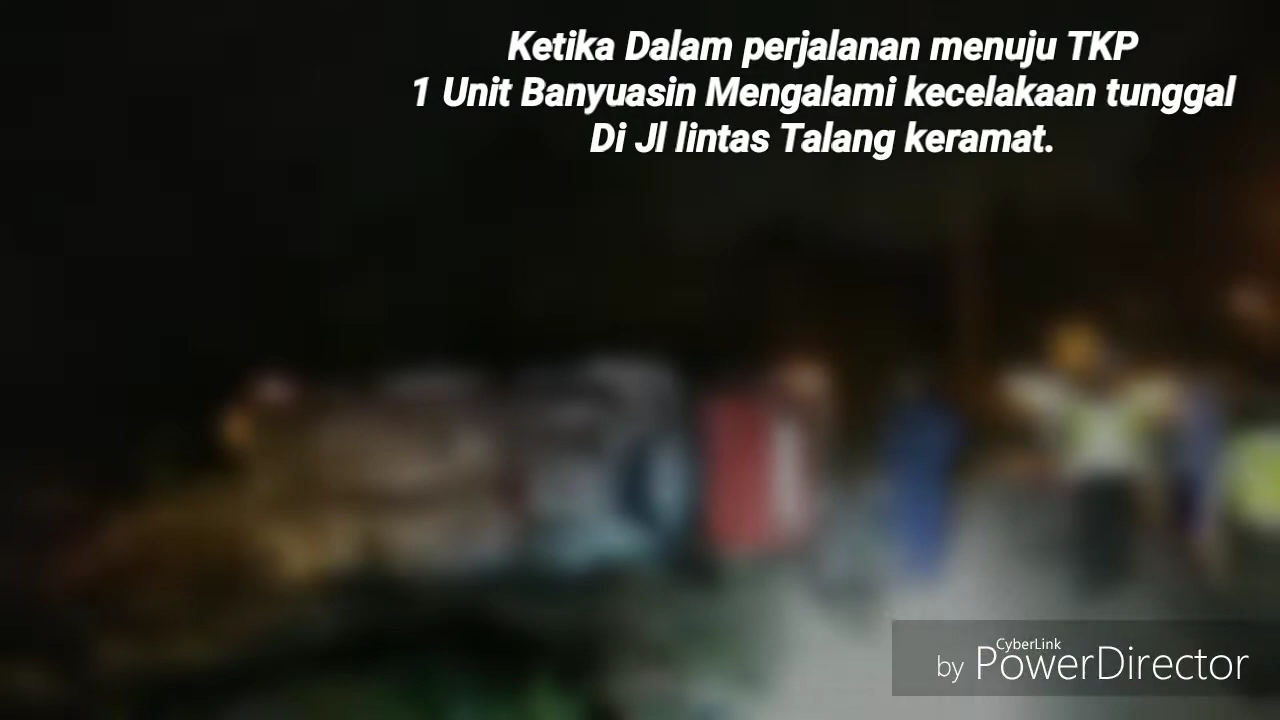 Ketika Dalam perjalanan menuju TKP
1 Unit Banyuasin Mengalami kecelakaan tunggal
Di Jl lintas Talang keramat.
CyberLink
by PowerDirector